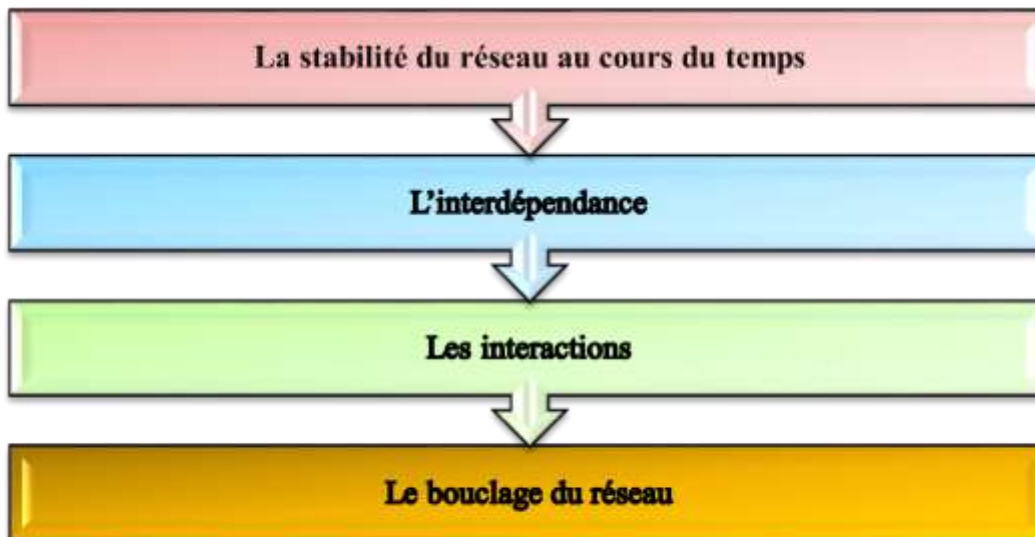 La stabilité du réseau au cours du temps
L’interdépendance
Les interactions
Le bouclage du réseau